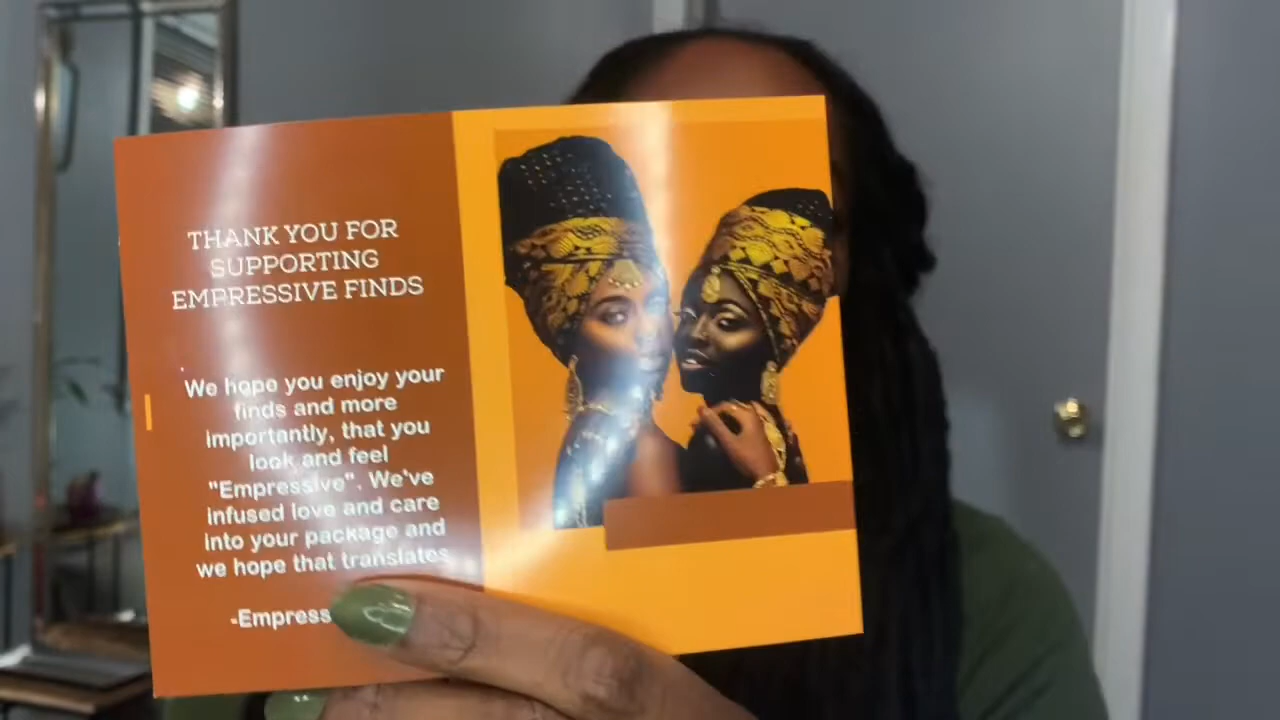 THANK YOU FOR
SUPPORTING
EMPRESSIVE FINDS
We hope you enjoy your
finds and more
importantly, that you
look and feel
"Empressive". We've
infused love and care
into your package and
we hope that translates
-Empress